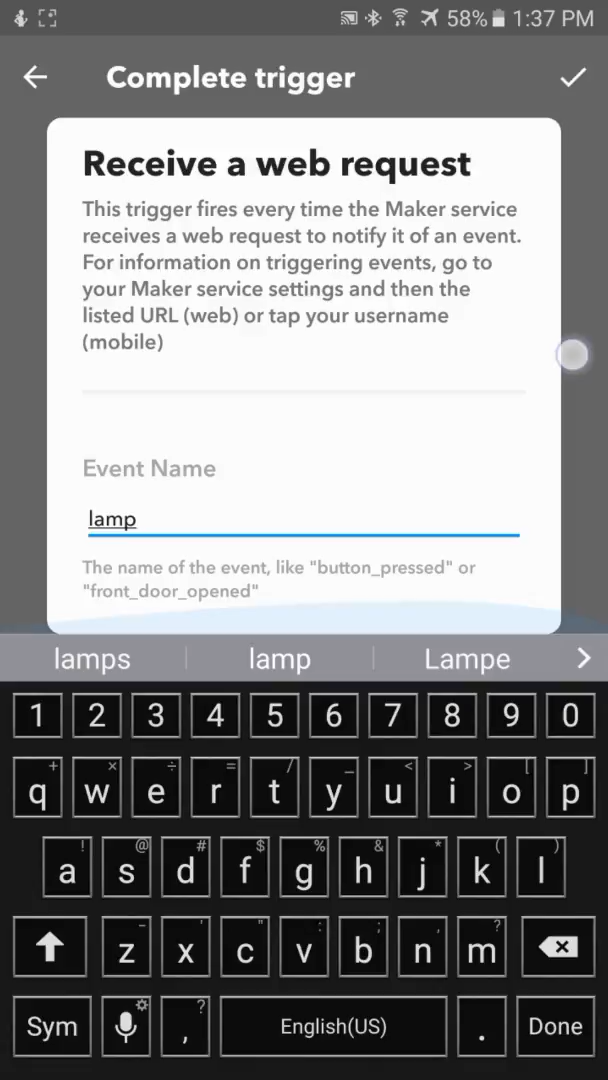 58% 1:37 PM
Complete trigger
Receive a web request
This trigger fires every time the Maker service
receives a web request to notify it of an event.
For information on triggering events, go to
your Maker service settings and then the
listed URL (web) or tap your username
(mobile)
Event Name
lamp
The name of the event, like "button_pressed" or
"front_door_opened"
lamps lamp Lampe >
1 2 3 4 5 6 7 8 9 0
+ × ÷ = / _ < > [ ]
q w e r t y u i o p
! @ # $ % & * ( )
a s d f g h j k l
- ' " : ; , ?
z x c v b n m
?
Sym , English(US) . Done